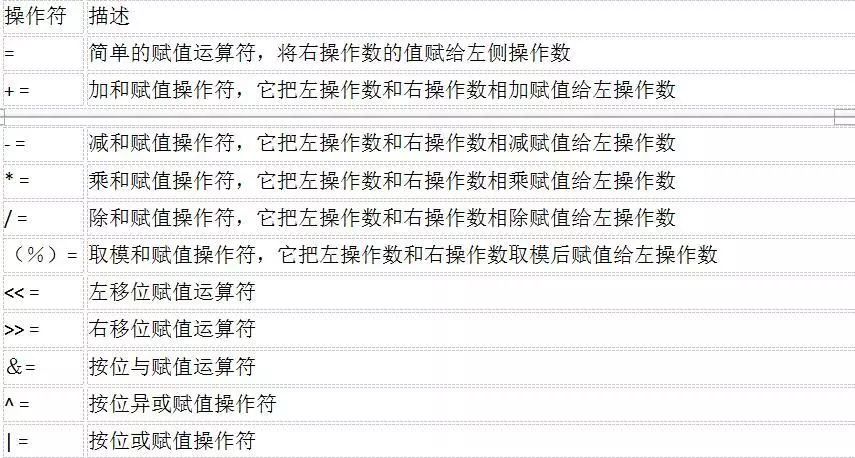 操作符 描述
= 简单的赋值运算符，将右操作数的值赋给左侧操作数
+ = 加和赋值操作符，它把左操作数和右操作数相加赋值给左操作数
- = 减和赋值操作符，它把左操作数和右操作数相减赋值给左操作数
* = 乘和赋值操作符，它把左操作数和右操作数相乘赋值给左操作数
/ = 除和赋值操作符，它把左操作数和右操作数相除赋值给左操作数
（％）= 取模和赋值操作符，它把左操作数和右操作数取模后赋值给左操作数
<< = 左移位赋值运算符
>> = 右移位赋值运算符
＆= 按位与赋值运算符
^ = 按位异或赋值操作符
| = 按位或赋值操作符